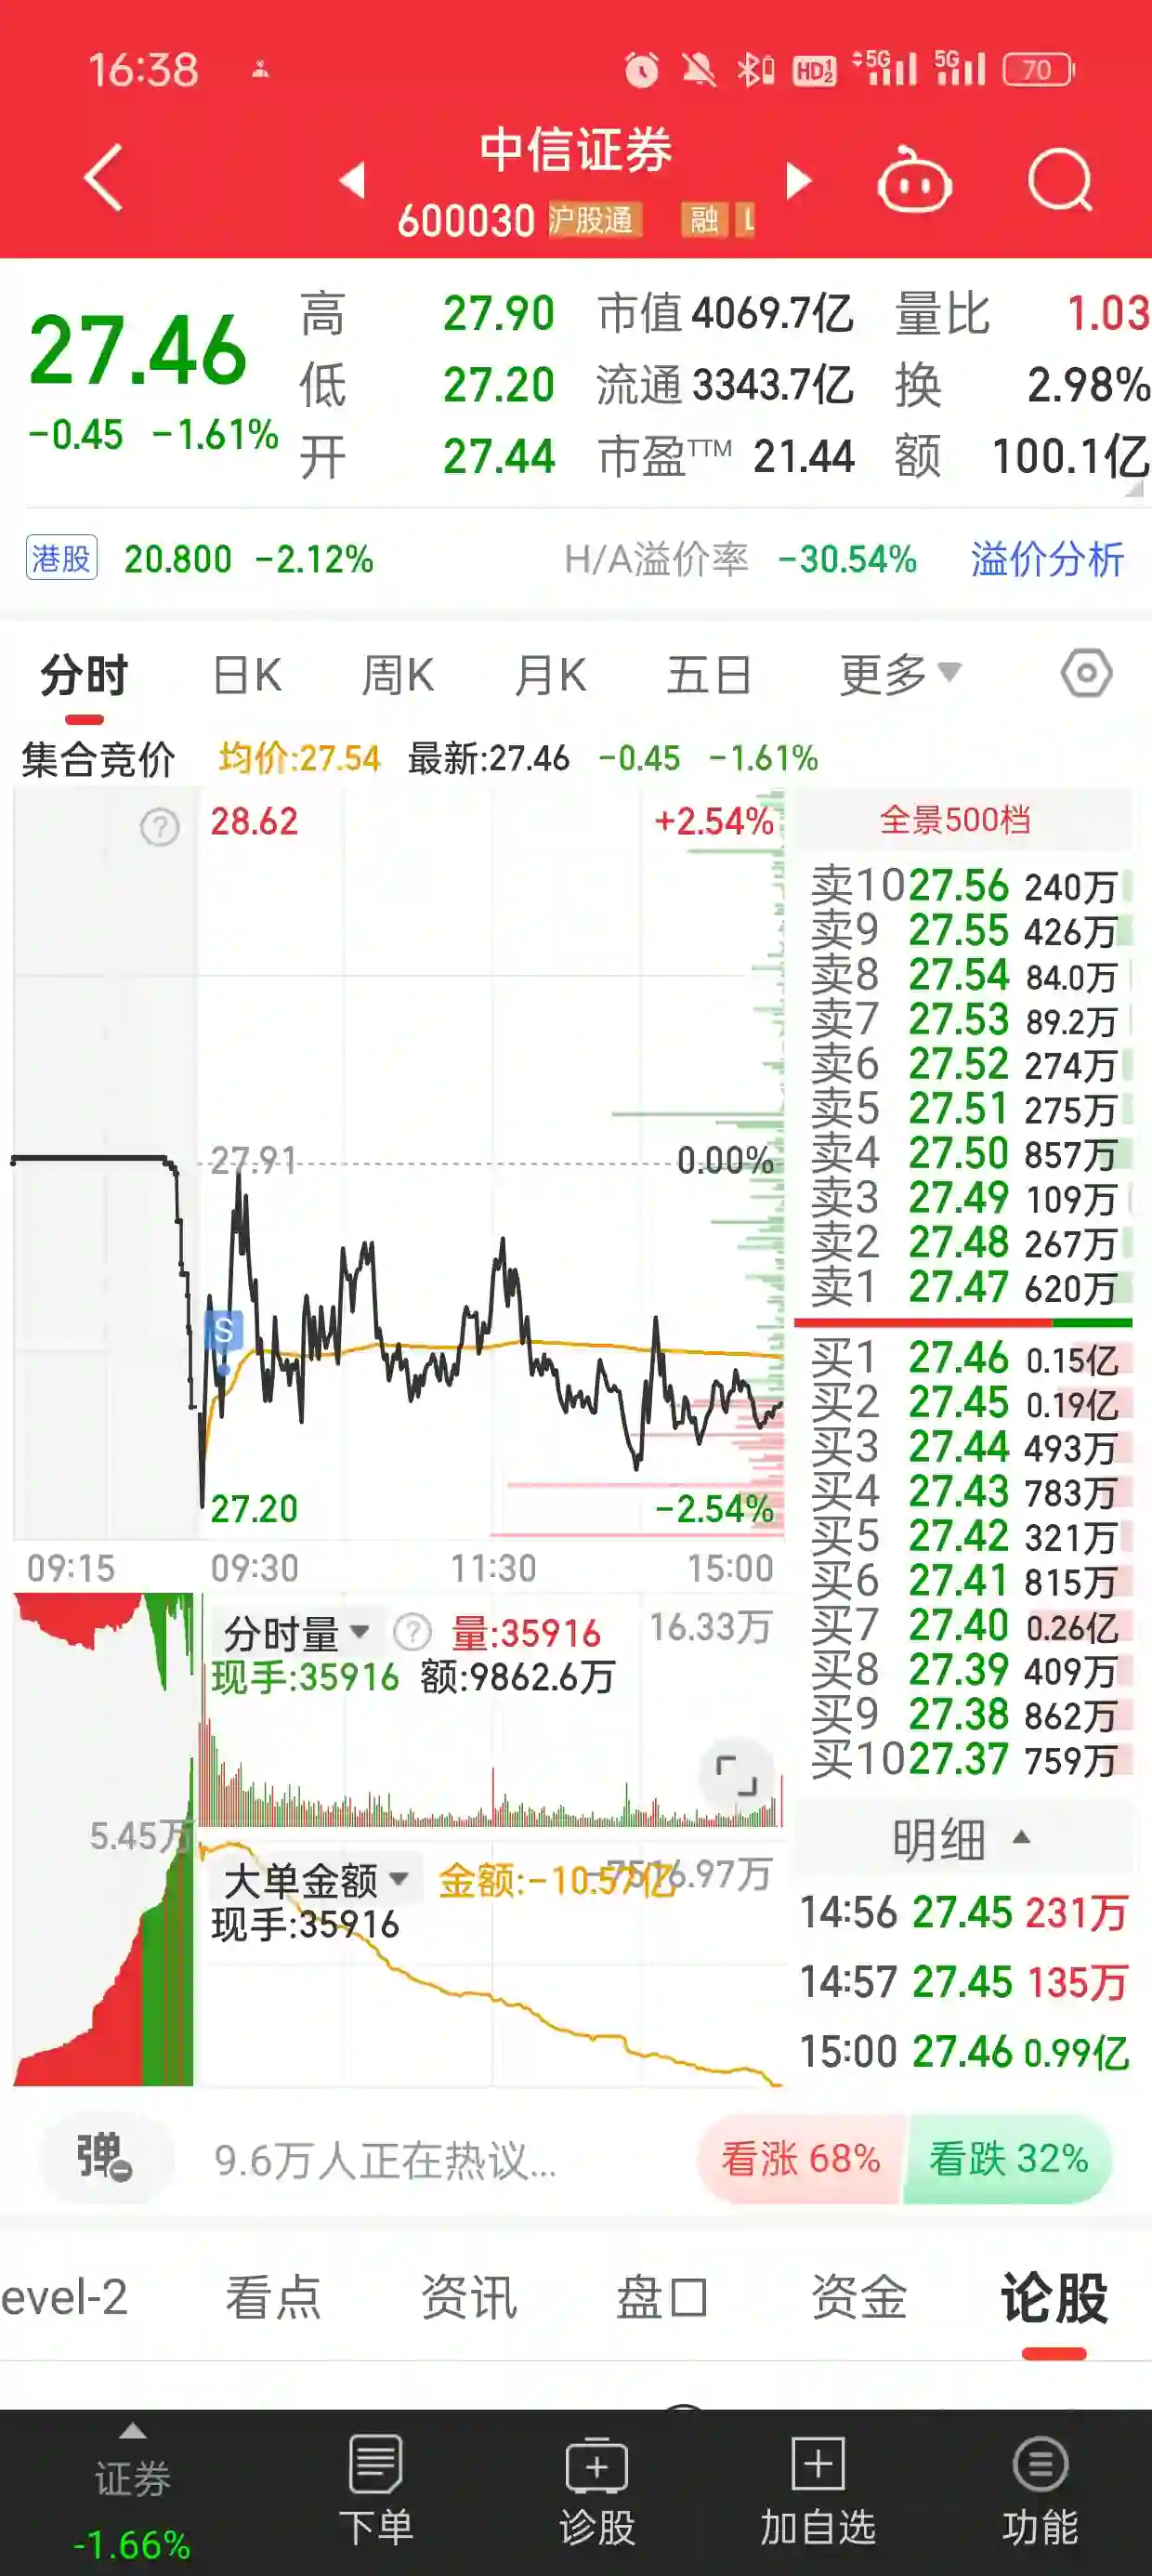 16:38 HD 1 2 5G 5G 70
中信证券
600030 沪股通 融 L
27.46
-0.45 -1.61%
高 27.90 市值 4069.7亿 量比 1.03
低 27.20 流通 3343.7亿 换 2.98%
开 27.44 市盈TTM 21.44 额 100.1亿
港股 20.800 -2.12% H/A溢价率 -30.54% 溢价分析
分时 日K 周K 月K 五日 更多
集合竞价 均价:27.54 最新:27.46 -0.45 -1.61%
28.62 +2.54%
27.91 0.00%
S
27.20 -2.54%
09:15 09:30 11:30 15:00
全景500档
卖10 27.56 240万
卖9 27.55 426万
卖8 27.54 84.0万
卖7 27.53 89.2万
卖6 27.52 274万
卖5 27.51 275万
卖4 27.50 857万
卖3 27.49 109万
卖2 27.48 267万
卖1 27.47 620万
买1 27.46 0.15亿
买2 27.45 0.19亿
买3 27.44 493万
买4 27.43 783万
买5 27.42 321万
买6 27.41 815万
买7 27.40 0.26亿
买8 27.39 409万
买9 27.38 862万
买10 27.37 759万
分时量 ? 量:35916 16.33万
现手:35916 额:9862.6万
5.45万
大单金额 金额:-10.57亿
现手:35916
明细
14:56 27.45 231万
14:57 27.45 135万
15:00 27.46 0.99亿
弹 9.6万人正在热议... 看涨 68% 看跌 32%
evel-2 看点 资讯 盘口 资金 论股
证券 下单 诊股 加自选 功能
-1.66%